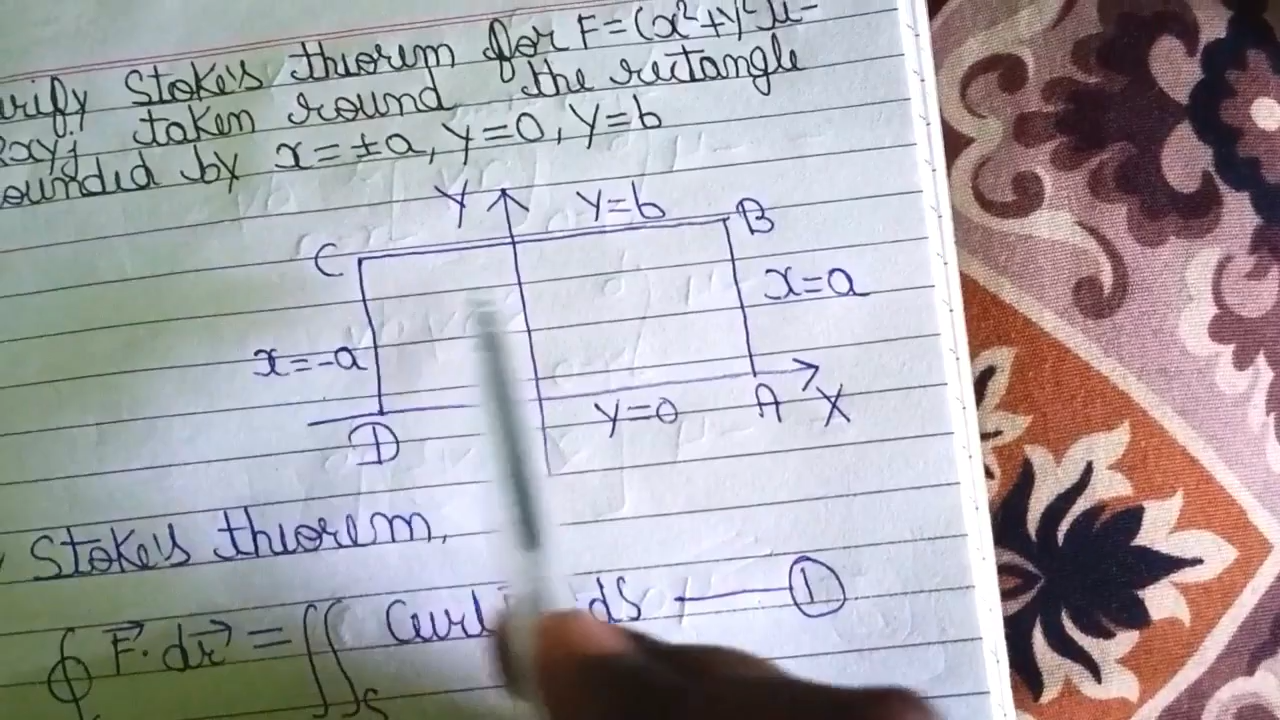 erify Stoke's theorem for F=(x²+y²)i-
2xyj taken round the rectangle
ounded by x=±a, y=0, y=b
Y y=b B
C
x=a
x=-a
y=0 A X
D
Stoke's theorem,
∮ F⃗. dr⃗ = ∬ Curl dS — ①
S